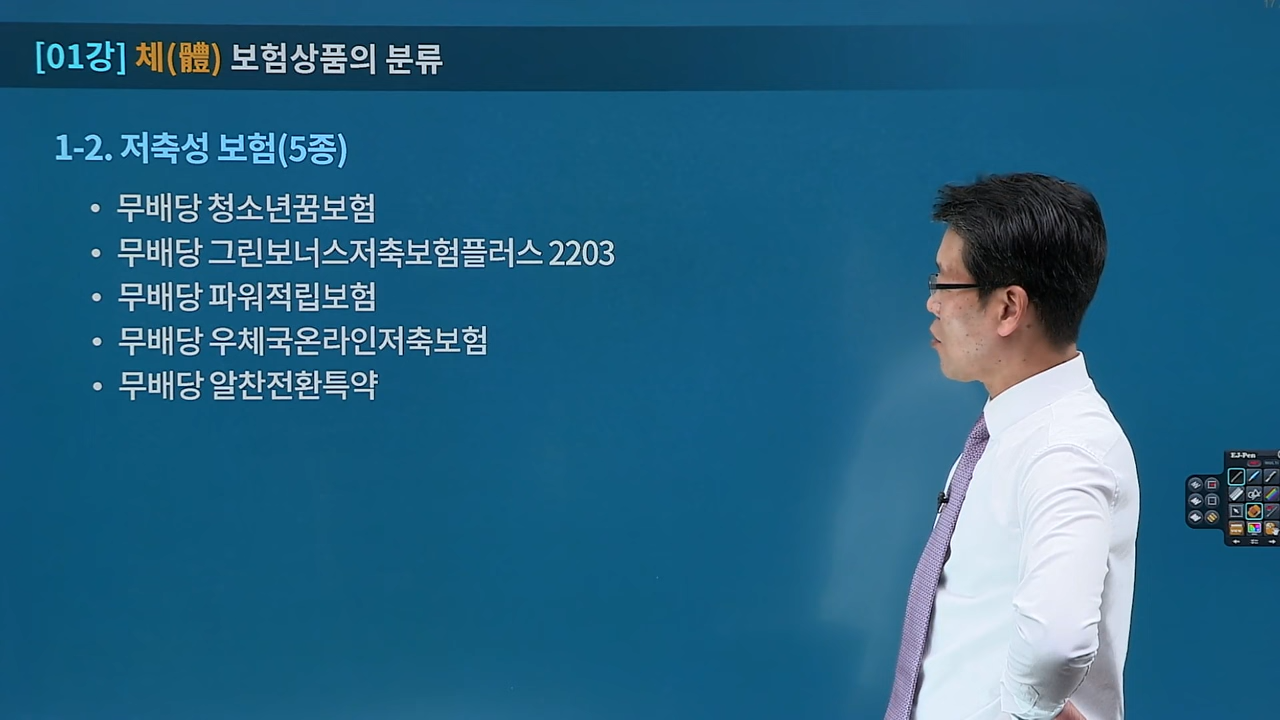 [01강] 체(體) 보험상품의 분류
1-2. 저축성 보험(5종)
• 무배당 청소년꿈보험
• 무배당 그린보너스저축보험플러스 2203
• 무배당 파워적립보험
• 무배당 우체국온라인저축보험
• 무배당 알찬전환특약
EJ-Pen